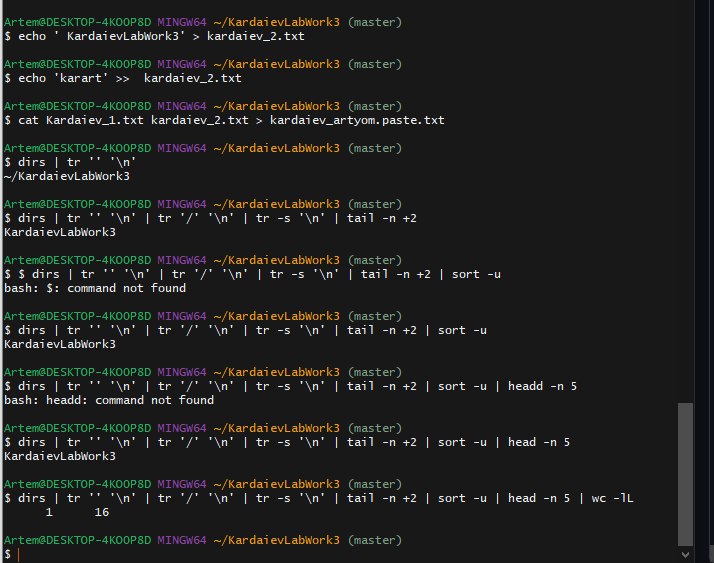 Artem@DESKTOP-4KOOP8D MINGW64 ~/KardaievLabWork3 (master)
$ echo ' KardaievLabWork3' > kardaiev_2.txt
Artem@DESKTOP-4KOOP8D MINGW64 ~/KardaievLabWork3 (master)
$ echo 'karart' >>  kardaiev_2.txt
Artem@DESKTOP-4KOOP8D MINGW64 ~/KardaievLabWork3 (master)
$ cat Kardaiev_1.txt kardaiev_2.txt > kardaiev_artyom.paste.txt
Artem@DESKTOP-4KOOP8D MINGW64 ~/KardaievLabWork3 (master)
$ dirs | tr '' '\n'
~/KardaievLabWork3
Artem@DESKTOP-4KOOP8D MINGW64 ~/KardaievLabWork3 (master)
$ dirs | tr '' '\n' | tr '/' '\n' | tr -s '\n' | tail -n +2
KardaievLabWork3
Artem@DESKTOP-4KOOP8D MINGW64 ~/KardaievLabWork3 (master)
$ $ dirs | tr '' '\n' | tr '/' '\n' | tr -s '\n' | tail -n +2 | sort -u
bash: $: command not found
Artem@DESKTOP-4KOOP8D MINGW64 ~/KardaievLabWork3 (master)
$ dirs | tr '' '\n' | tr '/' '\n' | tr -s '\n' | tail -n +2 | sort -u
KardaievLabWork3
Artem@DESKTOP-4KOOP8D MINGW64 ~/KardaievLabWork3 (master)
$ dirs | tr '' '\n' | tr '/' '\n' | tr -s '\n' | tail -n +2 | sort -u | headd -n 5
bash: headd: command not found
Artem@DESKTOP-4KOOP8D MINGW64 ~/KardaievLabWork3 (master)
$ dirs | tr '' '\n' | tr '/' '\n' | tr -s '\n' | tail -n +2 | sort -u | head -n 5
KardaievLabWork3
Artem@DESKTOP-4KOOP8D MINGW64 ~/KardaievLabWork3 (master)
$ dirs | tr '' '\n' | tr '/' '\n' | tr -s '\n' | tail -n +2 | sort -u | head -n 5 | wc -lL
      1      16
Artem@DESKTOP-4KOOP8D MINGW64 ~/KardaievLabWork3 (master)
$